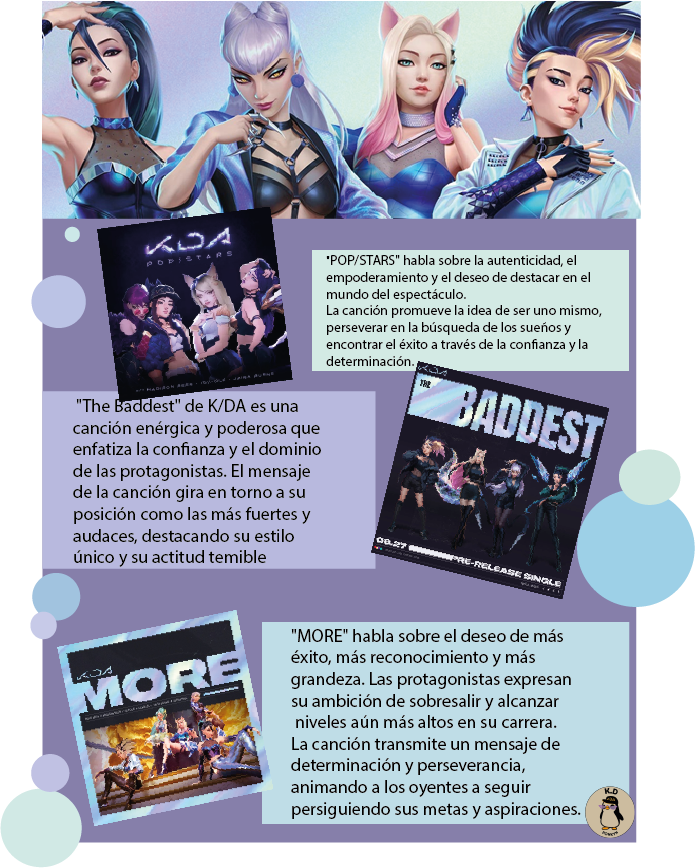 KDA
POP/STARS
"POP/STARS" habla sobre la autenticidad, el
empoderamiento y el deseo de destacar en el
mundo del espectáculo.
La canción promueve la idea de ser uno mismo,
perseverar en la búsqueda de los sueños y
encontrar el éxito a través de la confianza y la
determinación.
"The Baddest" de K/DA es una
canción enérgica y poderosa que
enfatiza la confianza y el dominio
de las protagonistas. El mensaje
de la canción gira en torno a su
posición como las más fuertes y
audaces, destacando su estilo
único y su actitud temible
KDA
THE
BADDEST
08.27
PRE-RELEASE SINGLE
KDA
MORE
"MORE" habla sobre el deseo de más
éxito, más reconocimiento y más
grandeza. Las protagonistas expresan
su ambición de sobresalir y alcanzar
niveles aún más altos en su carrera.
La canción transmite un mensaje de
determinación y perseverancia,
animando a los oyentes a seguir
persiguiendo sus metas y aspiraciones.
K.D